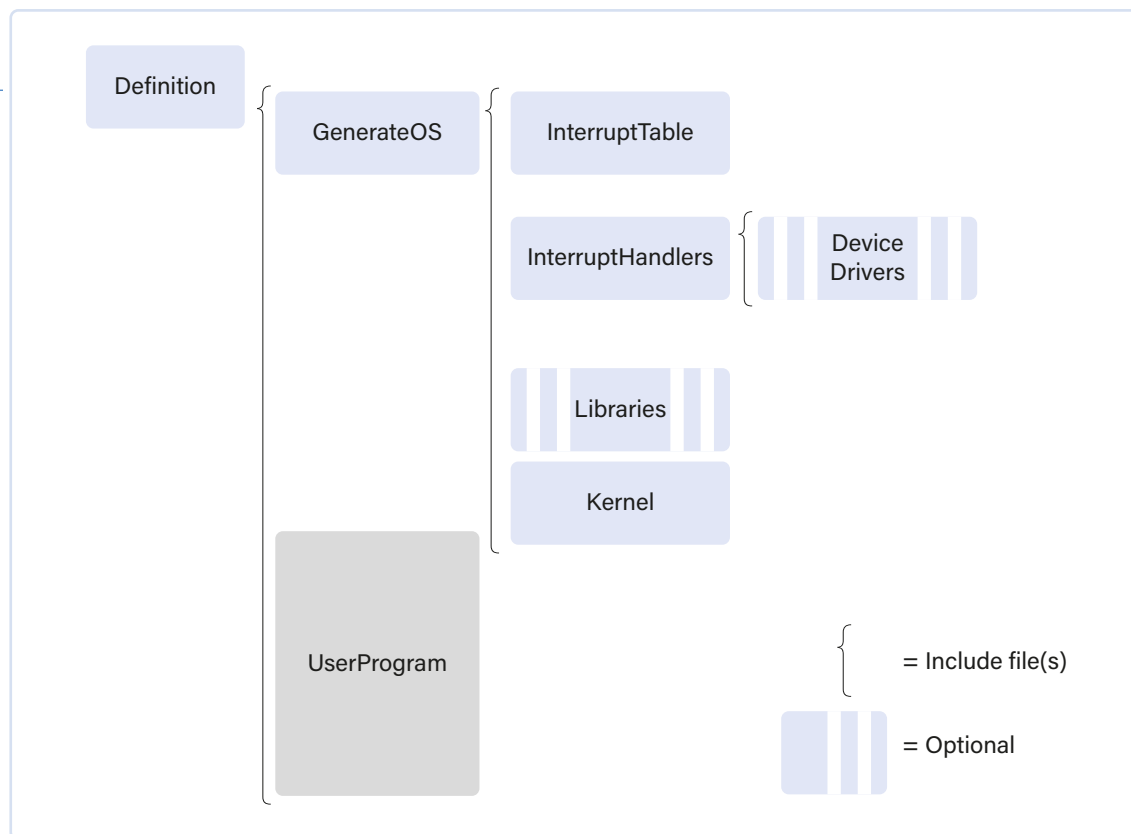 Definition
GenerateOS
InterruptTable
InterruptHandlers
Device
Drivers
Libraries
Kernel
UserProgram
= Include file(s)
= Optional